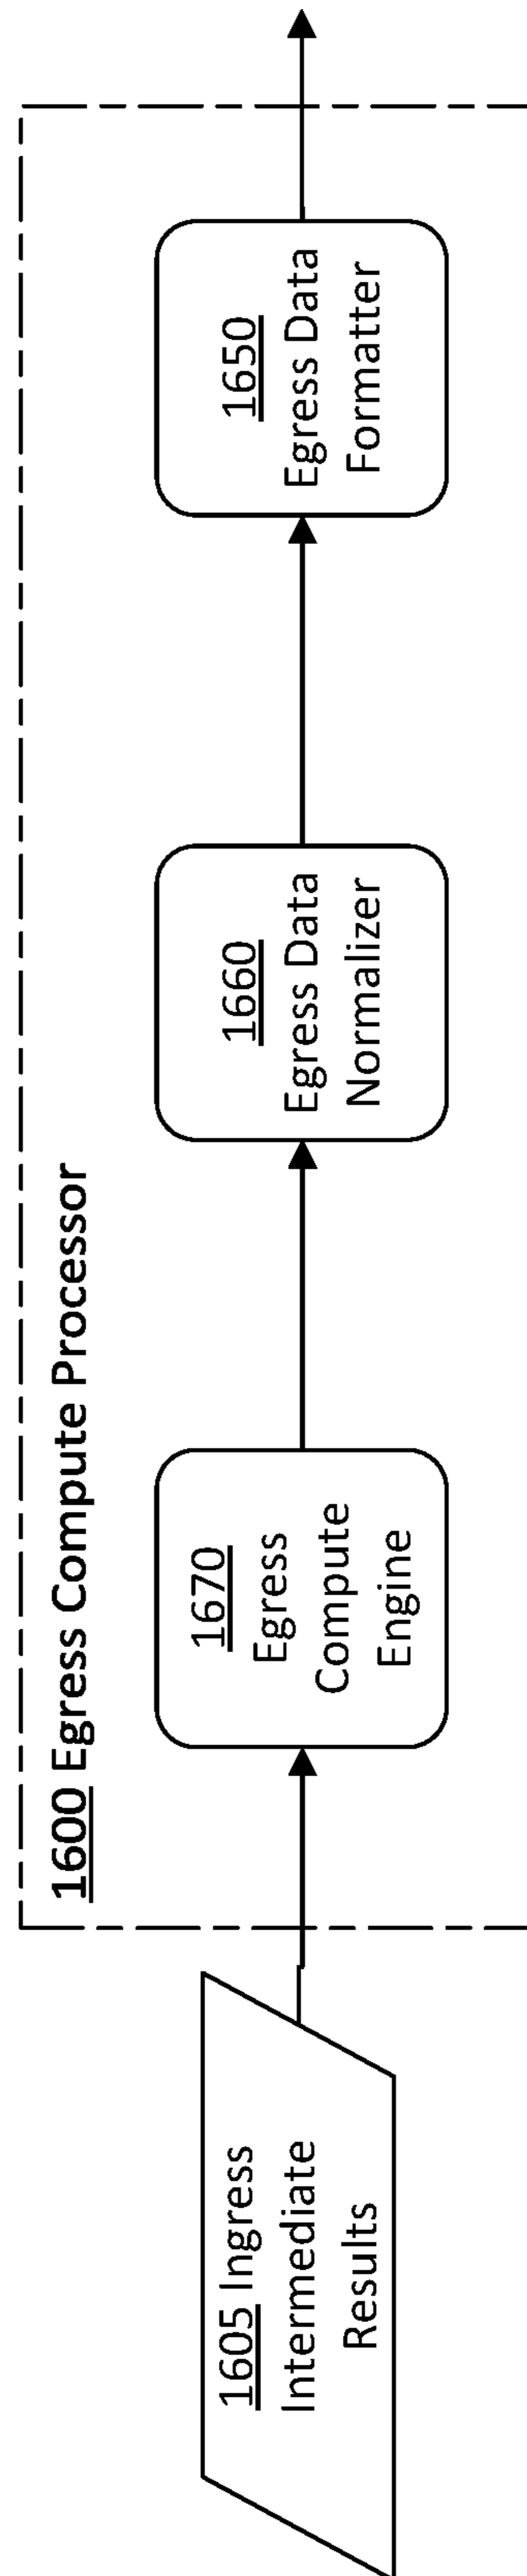 1600 Egress Compute Processor
1605 Ingress
Intermediate
Results
1670
Egress
Compute
Engine
1660
Egress Data
Normalizer
1650
Egress Data
Formatter